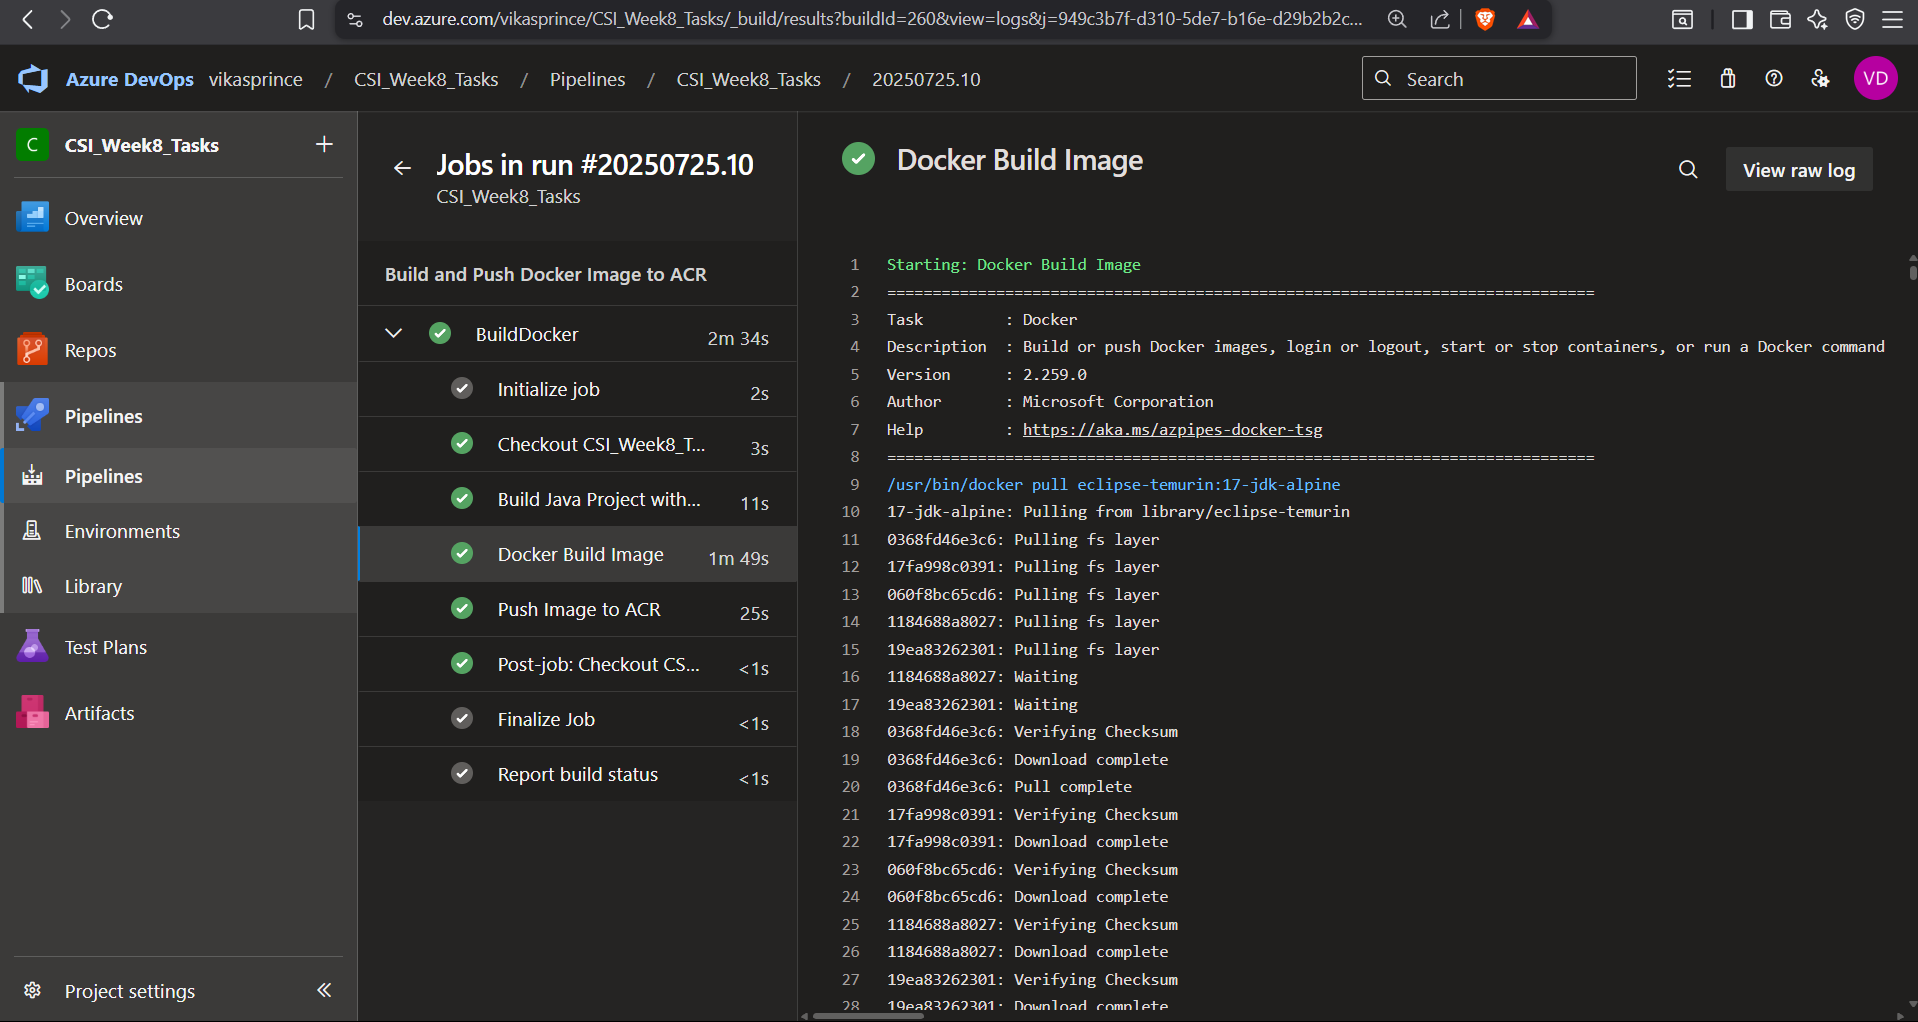 dev.azure.com/vikasprince/CSI_Week8_Tasks/_build/results?buildId=260&view=logs&j=949c3b7f-d310-5de7-b16e-d29b2b2c...
Azure DevOps vikasprince / CSI_Week8_Tasks / Pipelines / CSI_Week8_Tasks / 20250725.10
Search
VD
C CSI_Week8_Tasks
Overview
Boards
Repos
Pipelines
Pipelines
Environments
Library
Test Plans
Artifacts
Project settings
Jobs in run #20250725.10
CSI_Week8_Tasks
Build and Push Docker Image to ACR
BuildDocker 2m 34s
Initialize job 2s
Checkout CSI_Week8_T... 3s
Build Java Project with... 11s
Docker Build Image 1m 49s
Push Image to ACR 25s
Post-job: Checkout CS... <1s
Finalize Job <1s
Report build status <1s
Docker Build Image
View raw log
1 Starting: Docker Build Image
2 ==============================================================================
3 Task : Docker
4 Description : Build or push Docker images, login or logout, start or stop containers, or run a Docker command
5 Version : 2.259.0
6 Author : Microsoft Corporation
7 Help : https://aka.ms/azpipes-docker-tsg
8 ==============================================================================
9 /usr/bin/docker pull eclipse-temurin:17-jdk-alpine
10 17-jdk-alpine: Pulling from library/eclipse-temurin
11 0368fd46e3c6: Pulling fs layer
12 17fa998c0391: Pulling fs layer
13 060f8bc65cd6: Pulling fs layer
14 1184688a8027: Pulling fs layer
15 19ea83262301: Pulling fs layer
16 1184688a8027: Waiting
17 19ea83262301: Waiting
18 0368fd46e3c6: Verifying Checksum
19 0368fd46e3c6: Download complete
20 0368fd46e3c6: Pull complete
21 17fa998c0391: Verifying Checksum
22 17fa998c0391: Download complete
23 060f8bc65cd6: Verifying Checksum
24 060f8bc65cd6: Download complete
25 1184688a8027: Verifying Checksum
26 1184688a8027: Download complete
27 19ea83262301: Verifying Checksum
28 19ea83262301: Download complete